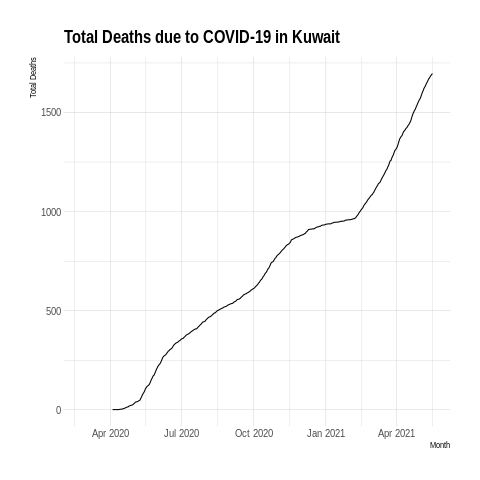 Total Deaths due to COVID-19 in Kuwait
Total Deaths
1500
1000
500
0
Apr 2020 Jul 2020 Oct 2020 Jan 2021 Apr 2021
Month